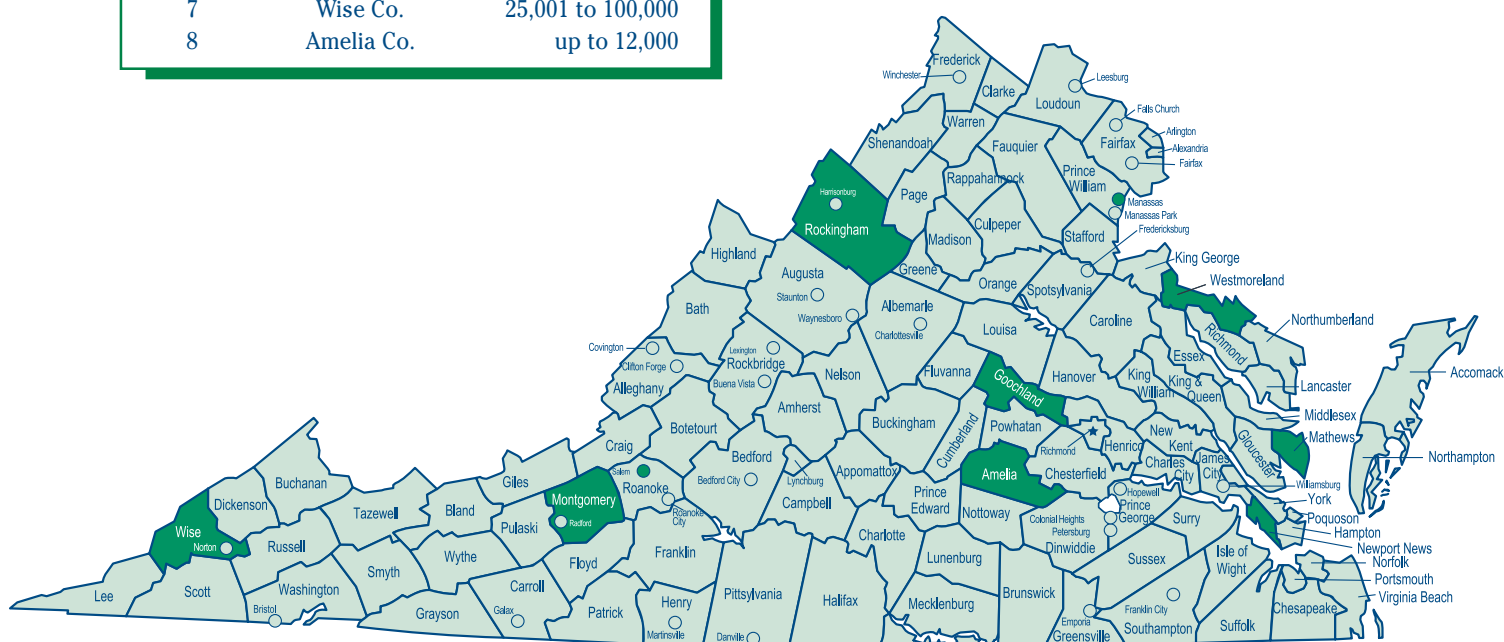 7 Wise Co. 25,001 to 100,000
8 Amelia Co. up to 12,000
Frederick
Winchester
Clarke
Leesburg
Loudoun
Falls Church
Warren
Arlington
Shenandoah
Fairfax
Alexandria
Fauquier
Fairfax
Prince
William
Rappahannock
Page
Harrisonburg
Manassas
Manassas Park
Culpeper
Rockingham
Fredericksburg
Stafford
Madison
Highland
King George
Greene
Augusta
Westmoreland
Orange
Spotsylvania
Staunton
Albemarle
Bath
Waynesboro
Caroline
Northumberland
Louisa
Charlottesville
Richmond
Covington
Lexington
Essex
Rockbridge
Clifton Forge
Fluvanna
Accomack
Nelson
Goochland
Hanover
King
William
King &
Queen
Buena Vista
Alleghany
Lancaster
Amherst
Middlesex
Buckingham
Cumberland
Powhatan
Botetourt
New
Kent
Mathews
Craig
Henrico
Richmond
Gloucester
Bedford
Northampton
Charles
City
James
City
Salem
Appomattox
Amelia
Chesterfield
Roanoke
Bedford City
Lynchburg
Giles
Buchanan
Williamsburg
Hopewell
Montgomery
Prince
Edward
York
Dickenson
Campbell
Prince
George
Bland
Tazewell
Roanoke
City
Nottoway
Poquoson
Radford
Colonial Heights
Surry
Pulaski
Petersburg
Hampton
Wise
Charlotte
Norton
Russell
Dinwiddie
Newport News
Franklin
Isle of
Wight
Wythe
Lunenburg
Sussex
Norfolk
Floyd
Smyth
Portsmouth
Carroll
Washington
Scott
Pittsylvania
Brunswick
Lee
Virginia Beach
Halifax
Henry
Mecklenburg
Chesapeake
Bristol
Galax
Grayson
Patrick
Franklin City
Emporia
Suffolk
Southampton
Martinsville
Danville
Greensville